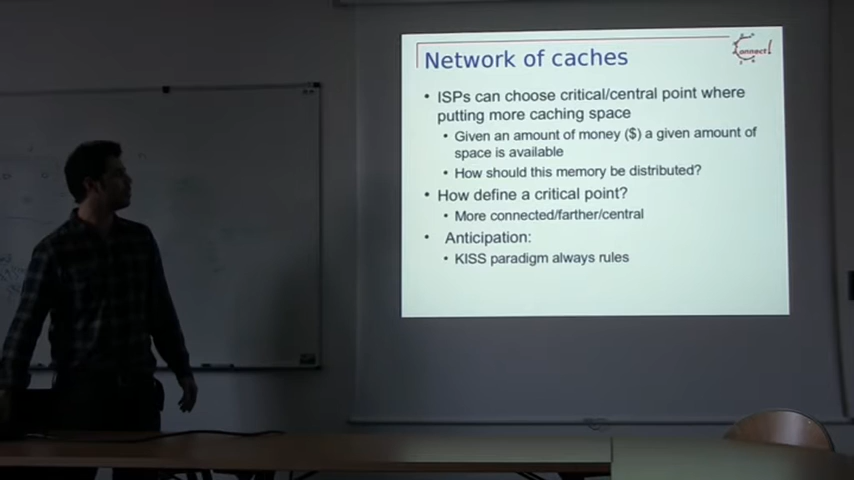 Network of caches
onnect!
• ISPs can choose critical/central point where
putting more caching space
• Given an amount of money ($) a given amount of
space is available
• How should this memory be distributed?
• How define a critical point?
• More connected/farther/central
• Anticipation:
• KISS paradigm always rules